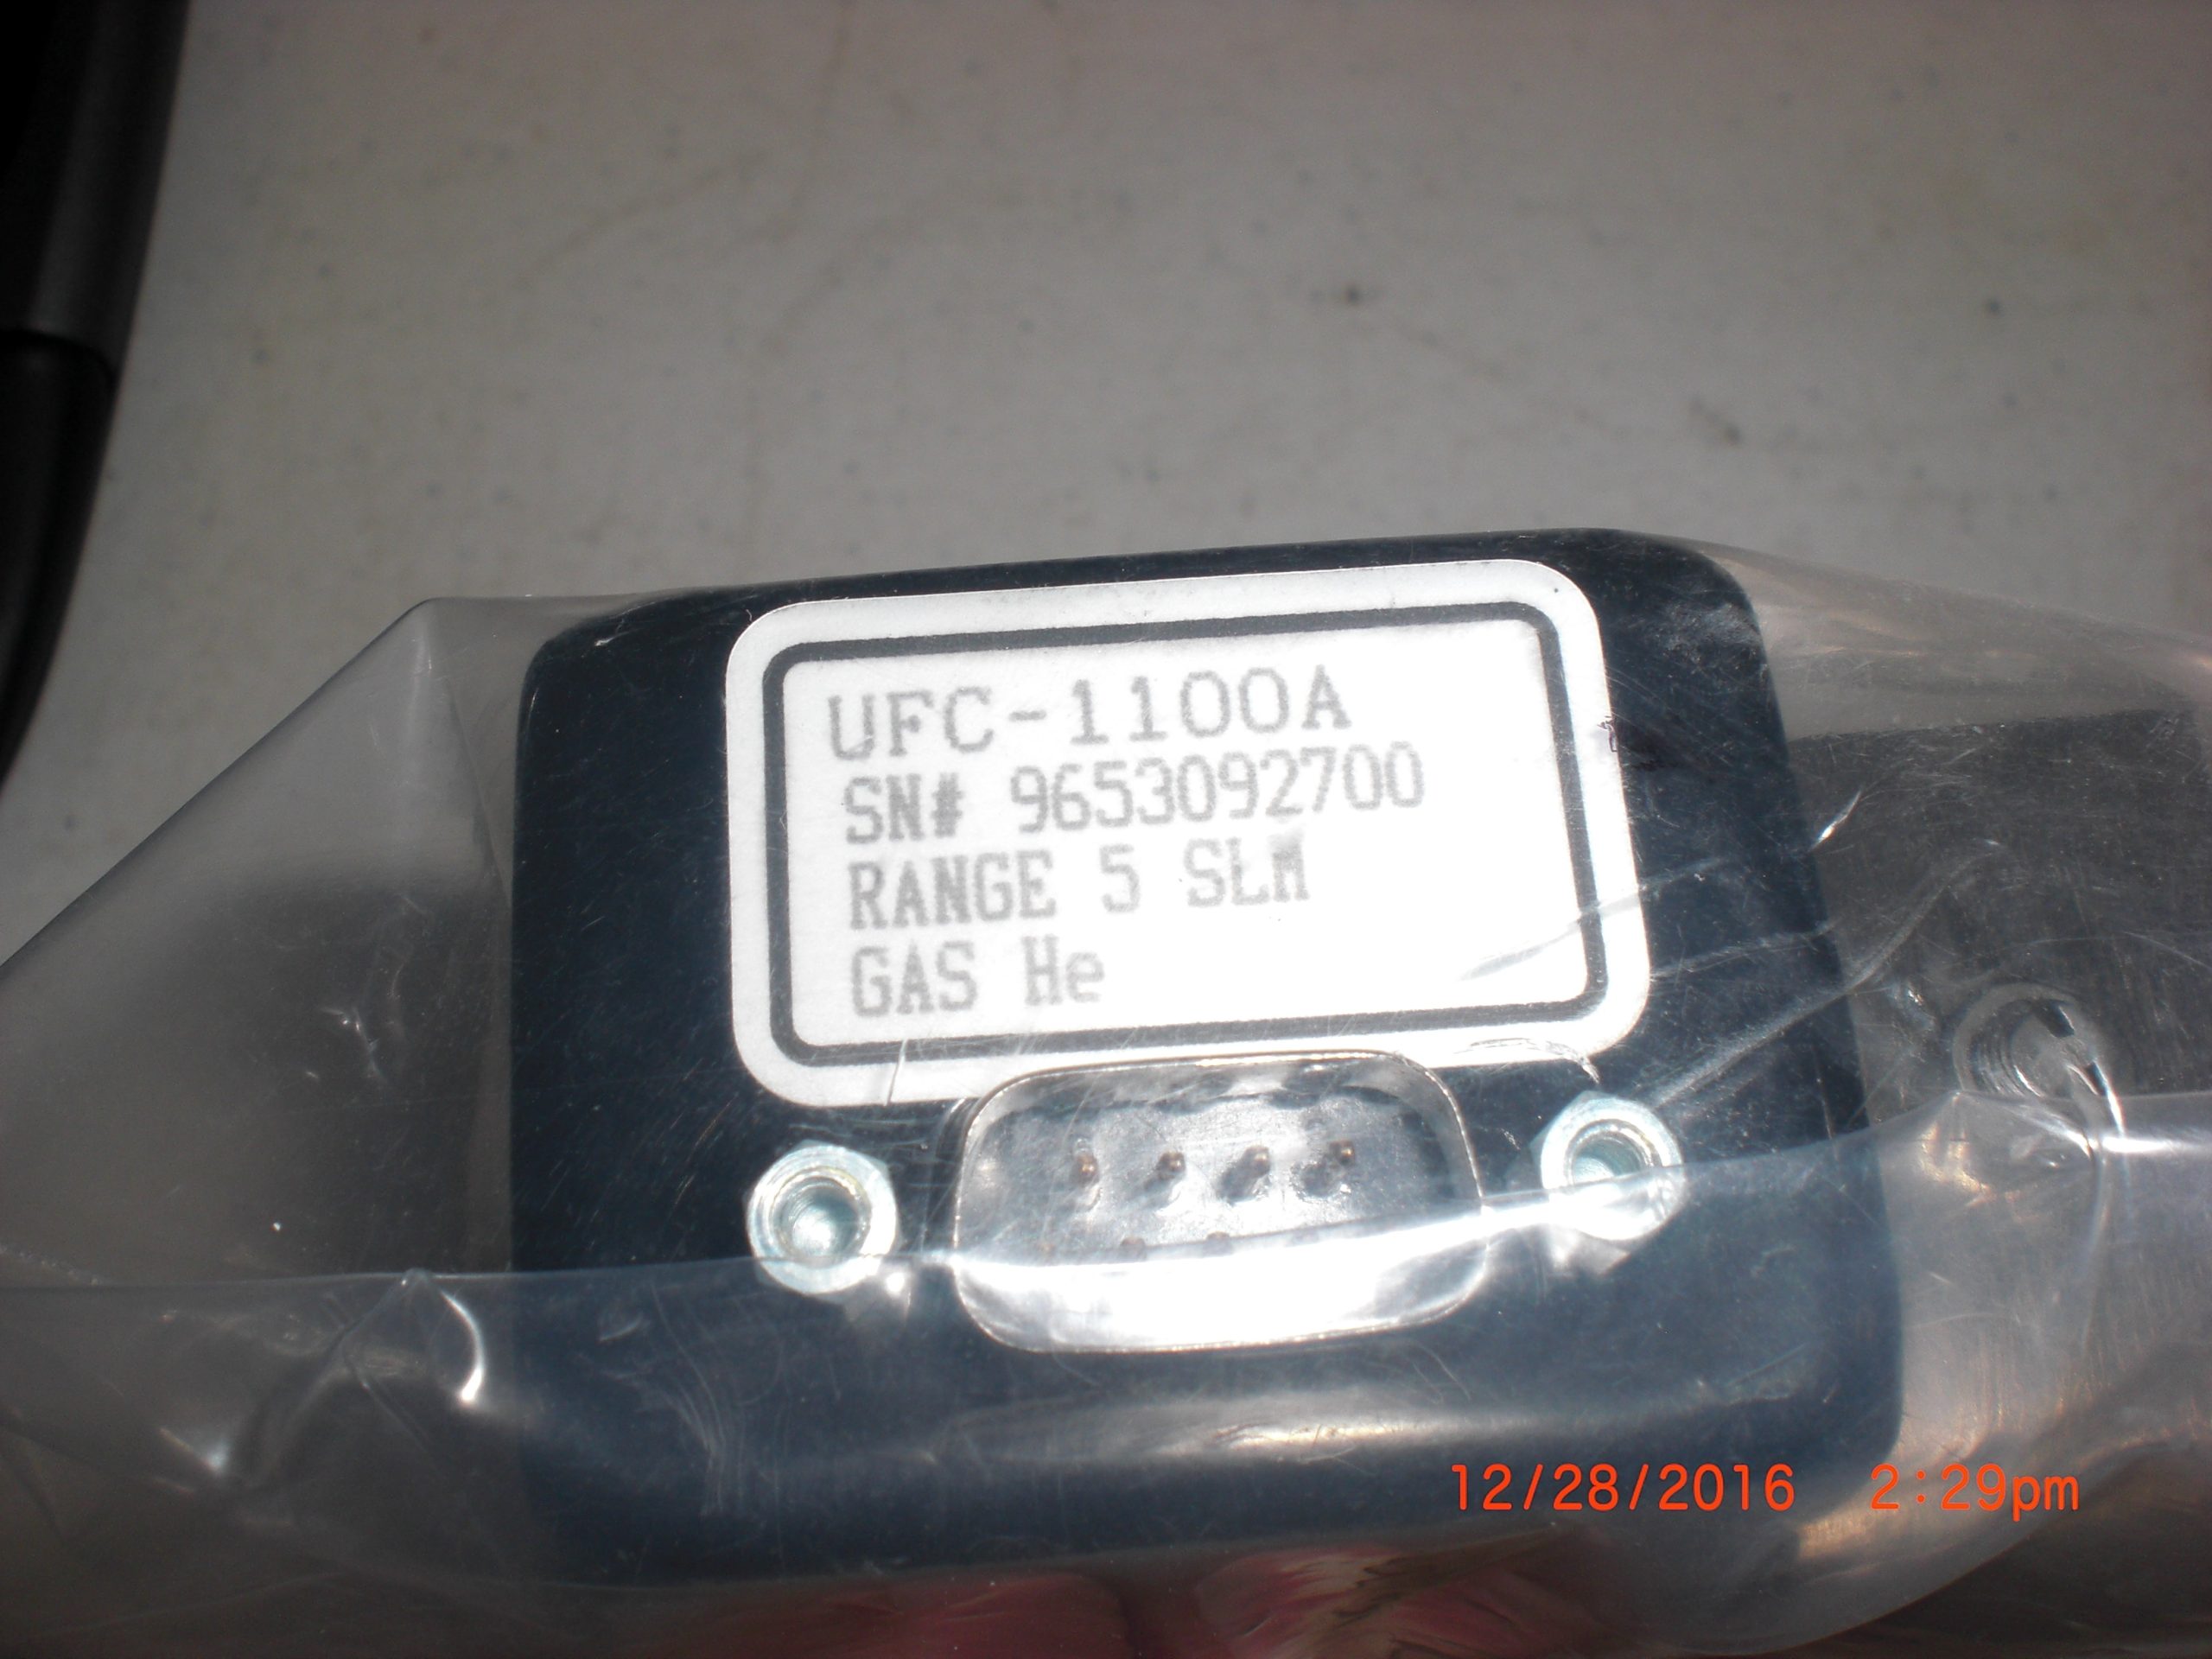 UFC-1100A
SN# 9653092700
RANGE 5 SLM
GAS He
12/28/2016 2:29pm